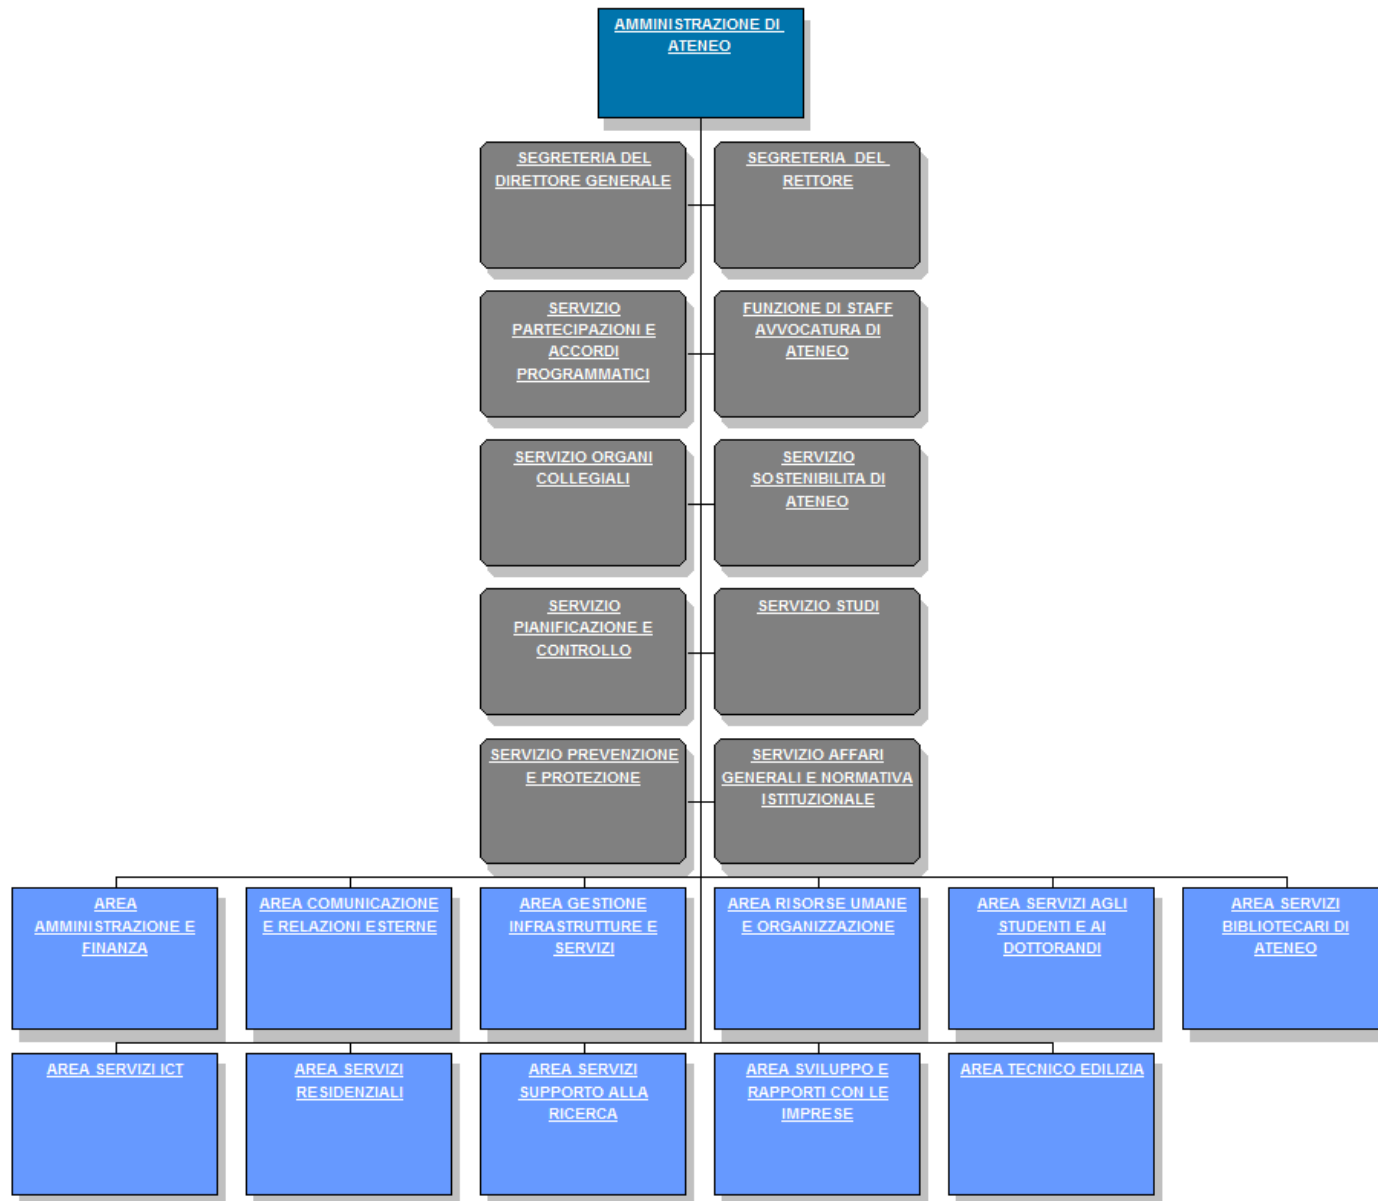 AMMINISTRAZIONE DI
ATENEO
SEGRETERIA DEL
DIRETTORE GENERALE
SEGRETERIA DEL
RETTORE
SERVIZIO
PARTECIPAZIONI E
ACCORDI
PROGRAMMATICI
FUNZIONE DI STAFF
AVVOCATURA DI
ATENEO
SERVIZIO ORGANI
COLLEGIALI
SERVIZIO
SOSTENIBILITA DI
ATENEO
SERVIZIO
PIANIFICAZIONE E
CONTROLLO
SERVIZIO STUDI
SERVIZIO PREVENZIONE
E PROTEZIONE
SERVIZIO AFFARI
GENERALI E NORMATIVA
ISTITUZIONALE
AREA
AMMINISTRAZIONE E
FINANZA
AREA COMUNICAZIONE
E RELAZIONI ESTERNE
AREA GESTIONE
INFRASTRUTTURE E
SERVIZI
AREA RISORSE UMANE
E ORGANIZZAZIONE
AREA SERVIZI AGLI
STUDENTI E AI
DOTTORANDI
AREA SERVIZI
BIBLIOTECARI DI
ATENEO
AREA SERVIZI ICT
AREA SERVIZI
RESIDENZIALI
AREA SERVIZI
SUPPORTO ALLA
RICERCA
AREA SVILUPPO E
RAPPORTI CON LE
IMPRESE
AREA TECNICO EDILIZIA